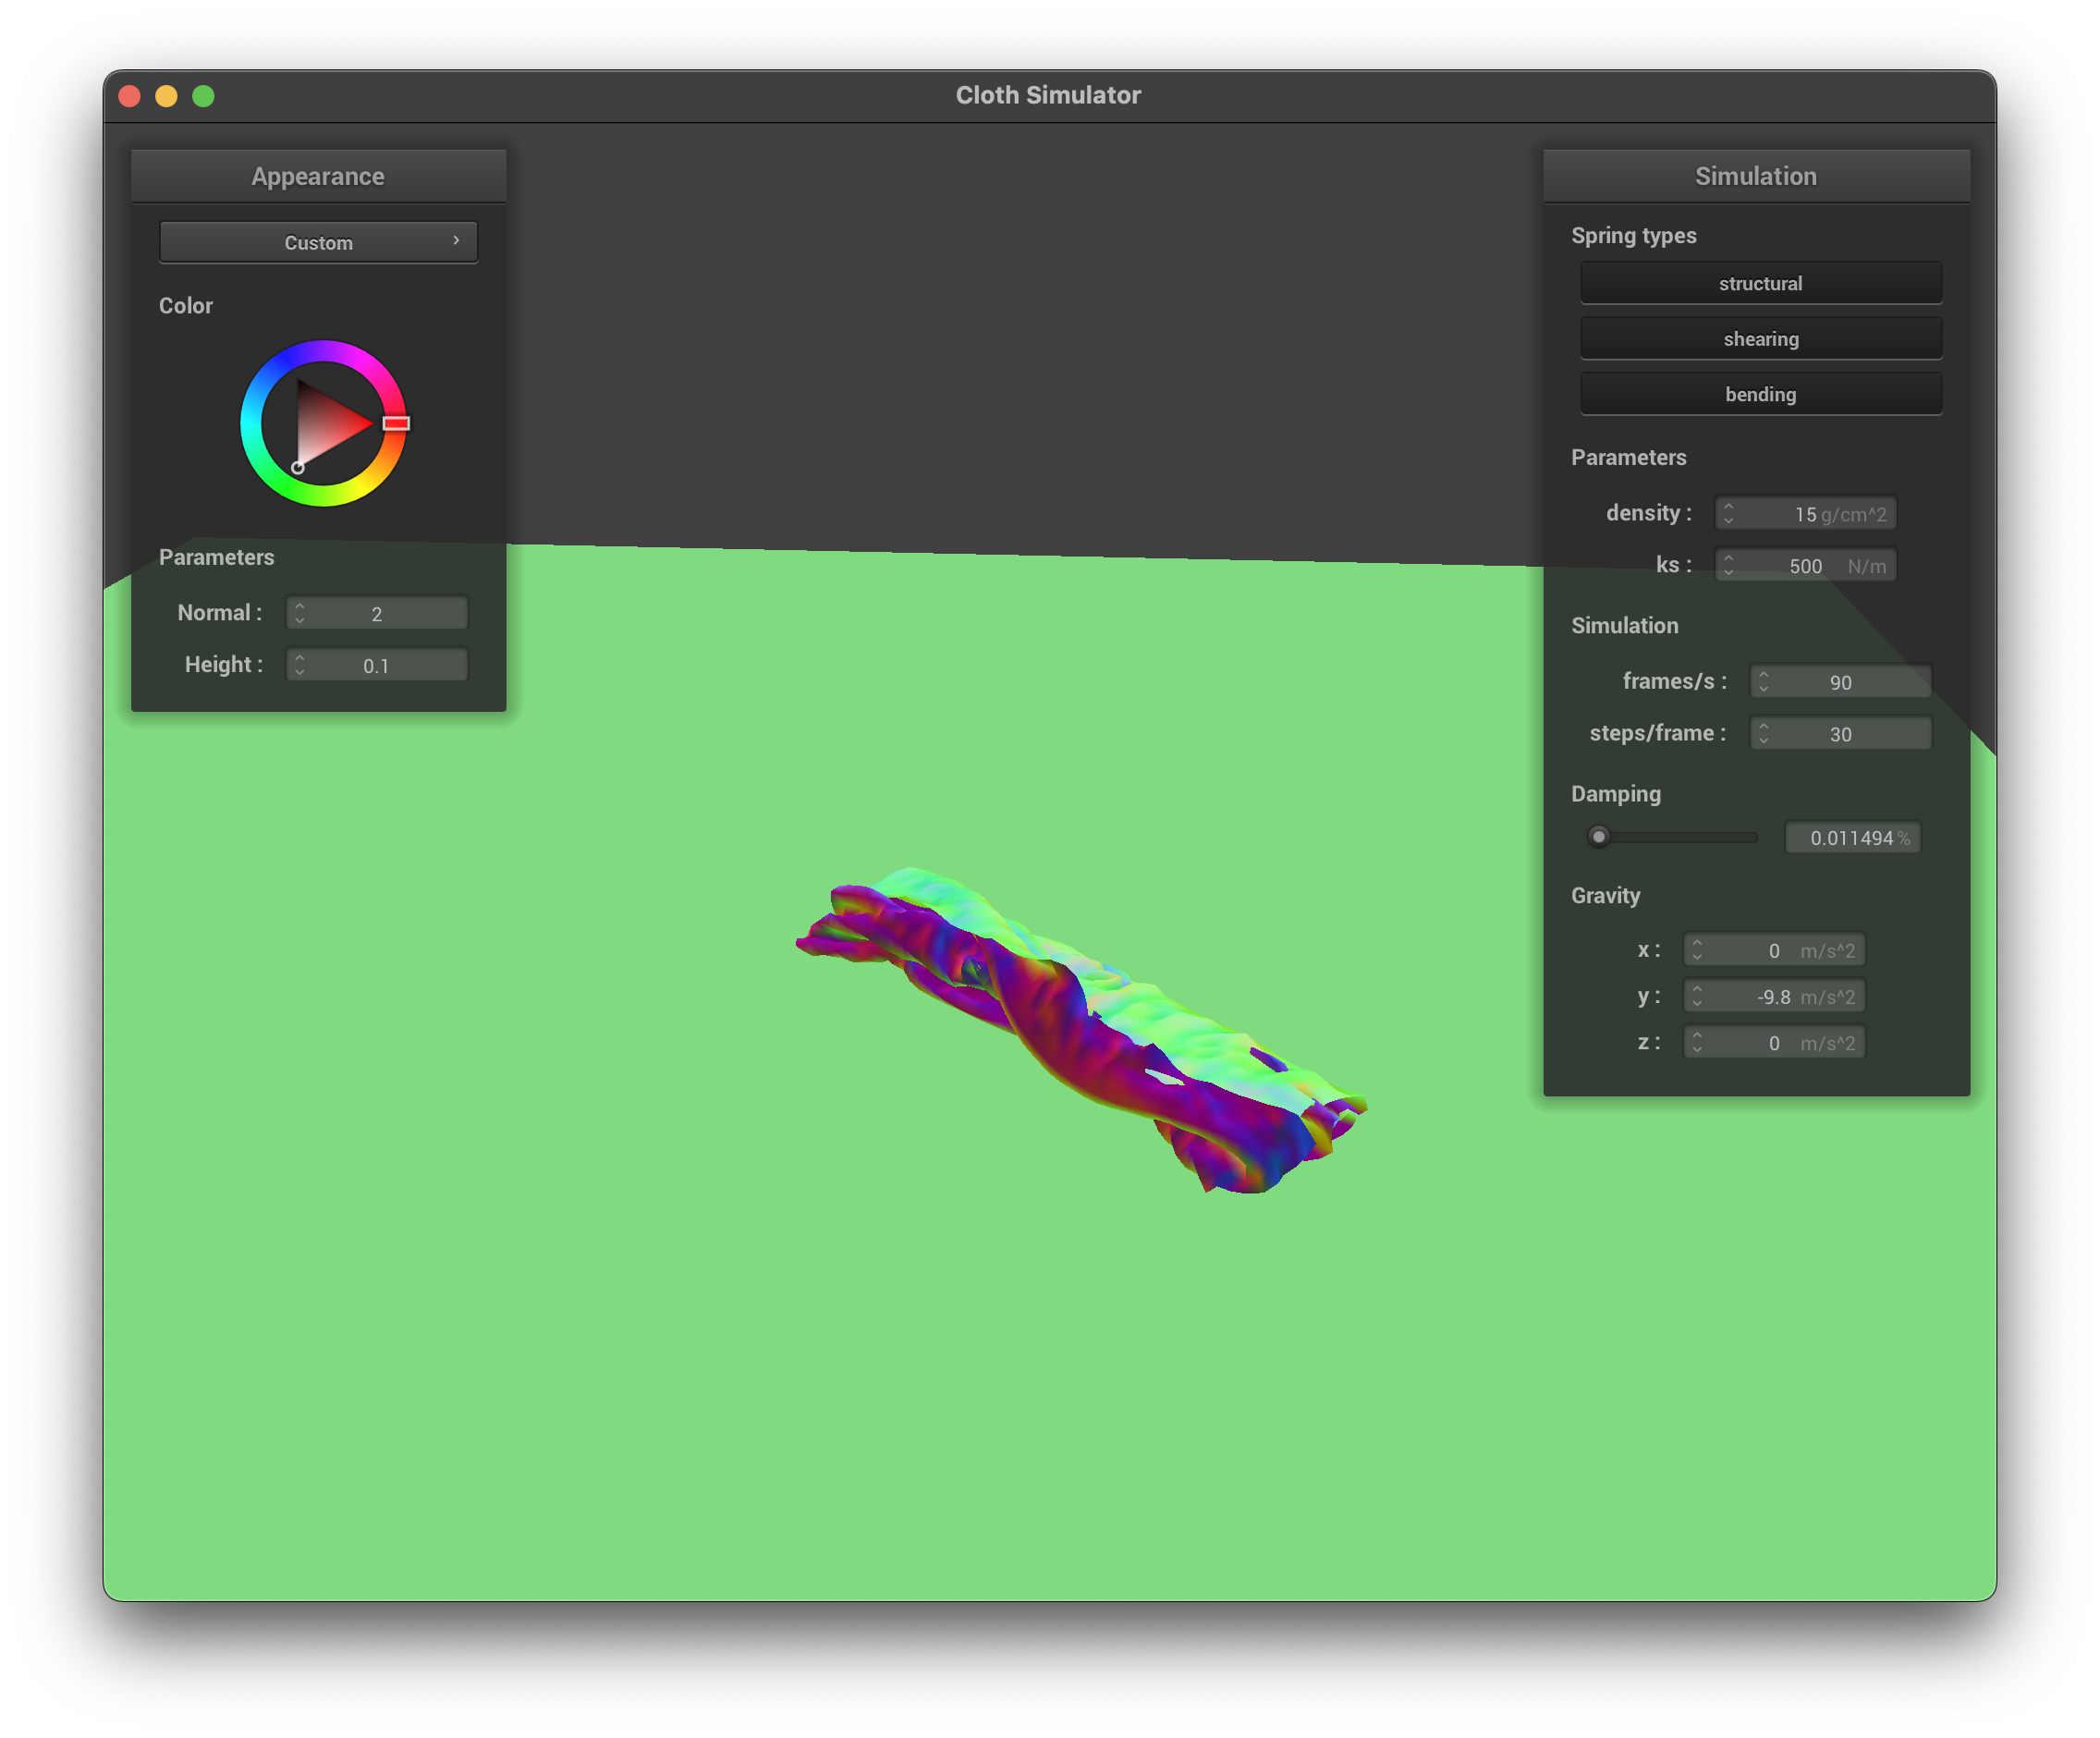 Cloth Simulator
Appearance
Custom
Color
Parameters
Normal : 2
Height : 0.1
Simulation
Spring types
structural
shearing
bending
Parameters
density : 15 g/cm^2
ks : 500 N/m
Simulation
frames/s : 90
steps/frame : 30
Damping
0.011494 %
Gravity
x : 0 m/s^2
y : -9.8 m/s^2
z : 0 m/s^2